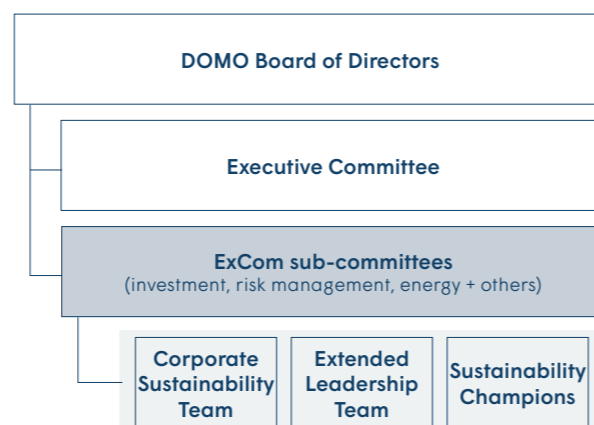 DOMO Board of Directors
Executive Committee
ExCom sub-committees
(investment, risk management, energy + others)
Corporate
Sustainability
Team
Extended
Leadership
Team
Sustainability
Champions